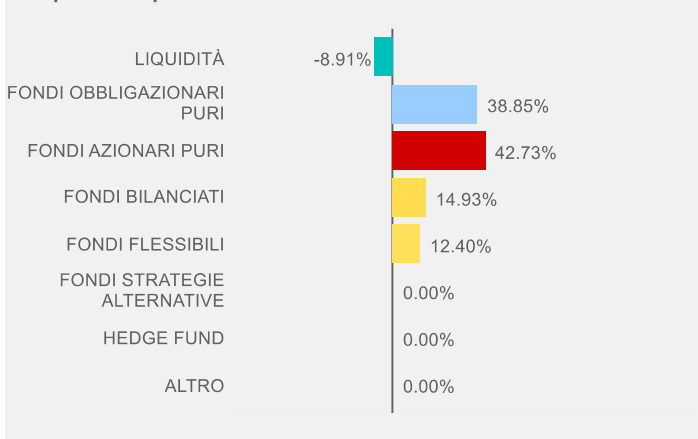 LIQUIDITÀ
-8.91%
FONDI OBBLIGAZIONARI
PURI
38.85%
FONDI AZIONARI PURI
42.73%
FONDI BILANCIATI
14.93%
FONDI FLESSIBILI
12.40%
FONDI STRATEGIE
ALTERNATIVE
0.00%
HEDGE FUND
0.00%
ALTRO
0.00%